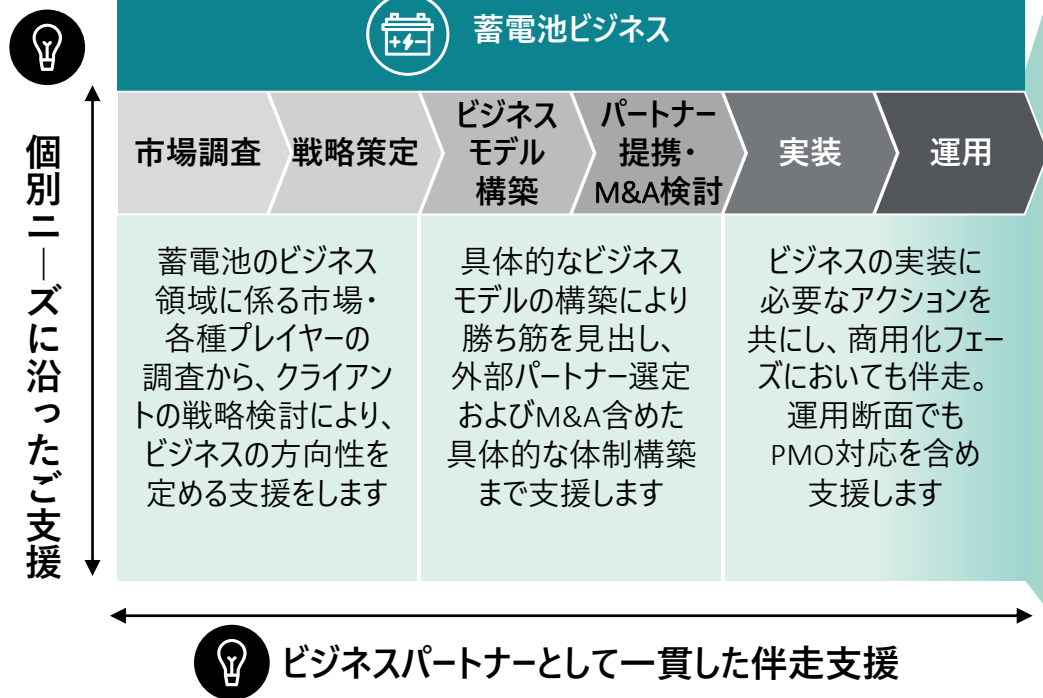 蓄電池ビジネス
個別ニーズに沿ったご支援
市場調査
戦略策定
ビジネス
モデル
構築
パートナー
提携・
M&A検討
実装
運用
蓄電池のビジネス
領域に係る市場・
各種プレイヤーの
調査から、クライアン
トの戦略検討により、
ビジネスの方向性を
定める支援をします
具体的なビジネス
モデルの構築により
勝ち筋を見出し、
外部パートナー選定
およびM&A含めた
具体的な体制構築
まで支援します
ビジネスの実装に
必要なアクションを
共にし、商用化フェー
ズにおいても伴走。
運用断面でも
PMO対応を含め
支援します
ビジネスパートナーとして一貫した伴走支援